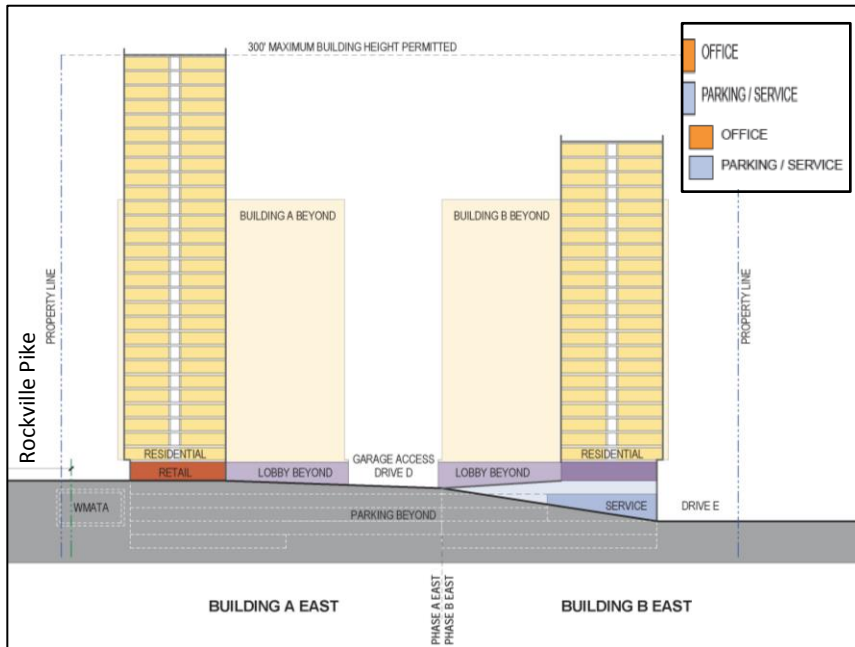 300' MAXIMUM BUILDING HEIGHT PERMITTED
OFFICE
PARKING / SERVICE
OFFICE
PARKING / SERVICE
BUILDING A BEYOND
BUILDING B BEYOND
PROPERTY LINE
PROPERTY LINE
Rockville Pike
RESIDENTIAL
GARAGE ACCESS
DRIVE D
RESIDENTIAL
RETAIL
LOBBY BEYOND
LOBBY BEYOND
WMATA
PARKING BEYOND
SERVICE
DRIVE E
BUILDING A EAST
PHASE A EAST
PHASE B EAST
BUILDING B EAST